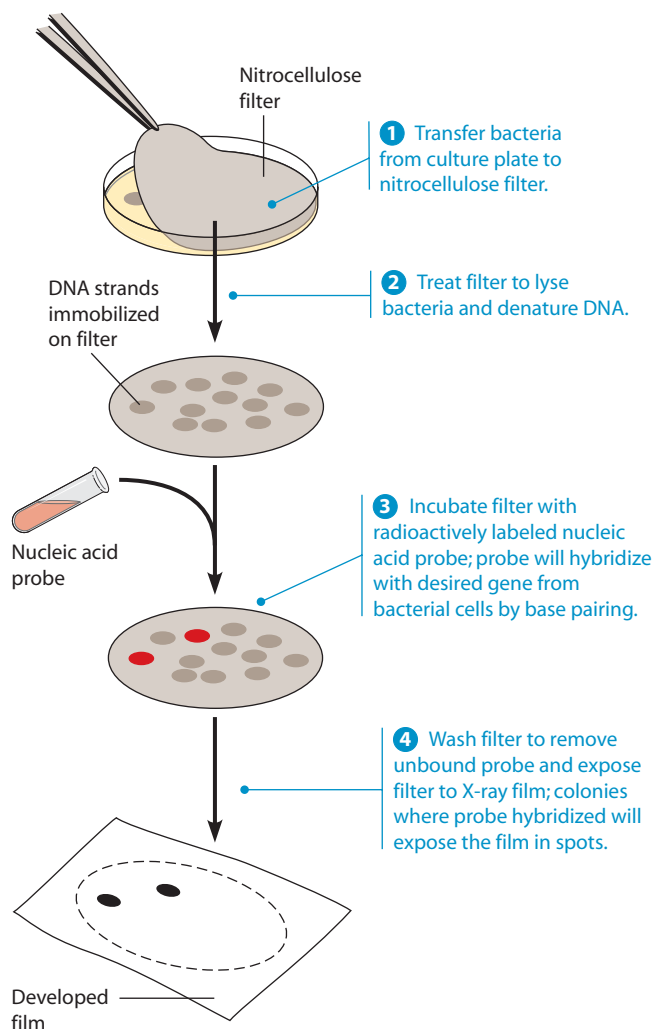 Nitrocellulose
filter
1 Transfer bacteria
from culture plate to
nitrocellulose filter.
2 Treat filter to lyse
bacteria and denature DNA.
DNA strands
immobilized
on filter
3 Incubate filter with
radioactively labeled nucleic
acid probe; probe will hybridize
with desired gene from
bacterial cells by base pairing.
Nucleic acid
probe
4 Wash filter to remove
unbound probe and expose
filter to X-ray film; colonies
where probe hybridized will
expose the film in spots.
Developed
film